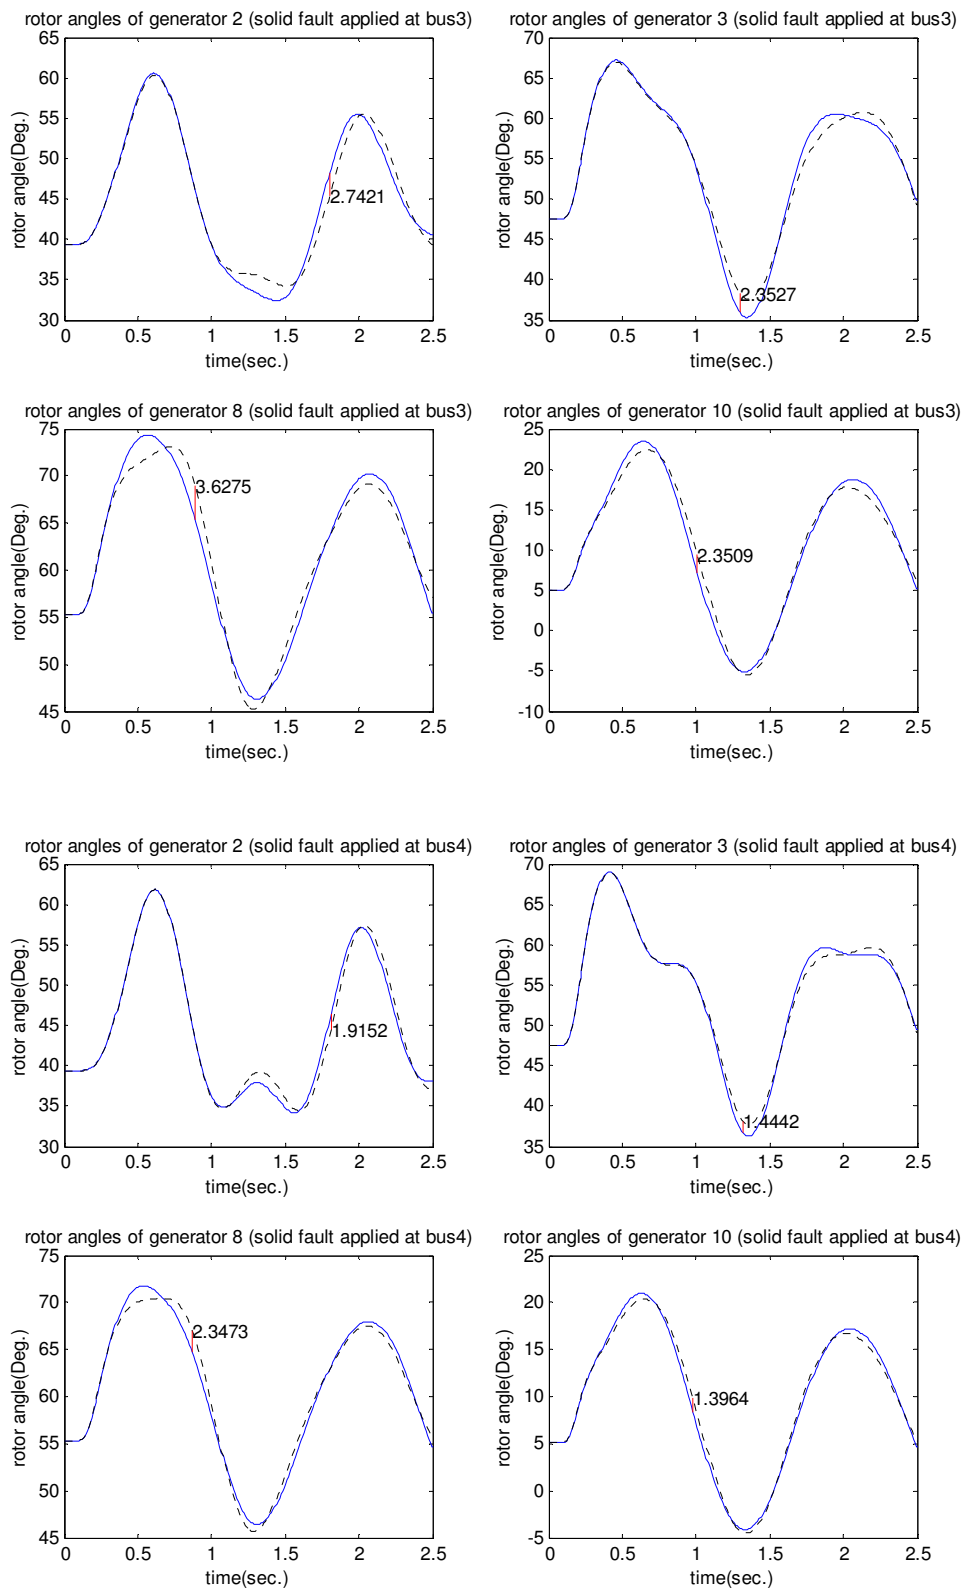 rotor angles of generator 2 (solid fault applied at bus3)
65
60
55
50
45
40
35
30
rotor angle(Deg.)
2.7421
0 0.5 1 1.5 2 2.5
time(sec.)
rotor angles of generator 3 (solid fault applied at bus3)
70
65
60
55
50
45
40
35
rotor angle(Deg.)
2.3527
0 0.5 1 1.5 2 2.5
time(sec.)
rotor angles of generator 8 (solid fault applied at bus3)
75
70
65
60
55
50
45
rotor angle(Deg.)
3.6275
0 0.5 1 1.5 2 2.5
time(sec.)
rotor angles of generator 10 (solid fault applied at bus3)
25
20
15
10
5
0
-5
-10
rotor angle(Deg.)
2.3509
0 0.5 1 1.5 2 2.5
time(sec.)
rotor angles of generator 2 (solid fault applied at bus4)
65
60
55
50
45
40
35
30
rotor angle(Deg.)
1.9152
0 0.5 1 1.5 2 2.5
time(sec.)
rotor angles of generator 3 (solid fault applied at bus4)
70
65
60
55
50
45
40
35
rotor angle(Deg.)
1.4442
0 0.5 1 1.5 2 2.5
time(sec.)
rotor angles of generator 8 (solid fault applied at bus4)
75
70
65
60
55
50
45
rotor angle(Deg.)
2.3473
0 0.5 1 1.5 2 2.5
time(sec.)
rotor angles of generator 10 (solid fault applied at bus4)
25
20
15
10
5
0
-5
rotor angle(Deg.)
1.3964
0 0.5 1 1.5 2 2.5
time(sec.)